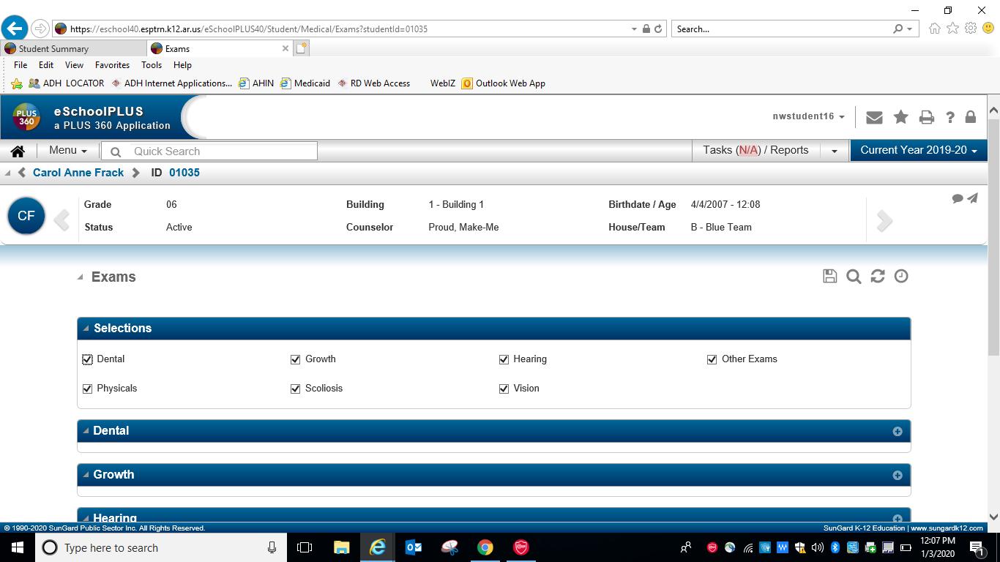 https://eschool40.esptrn.k12.ar.us/eSchoolPLUS40/Student/Medical/Exams?studentId=01035
Search...
Student Summary
Exams
File Edit View Favorites Tools Help
ADH LOCATOR ADH Internet Applications... AHIN Medicaid RD Web Access WebIZ Outlook Web App
PLUS 360
eSchoolPLUS
a PLUS 360 Application
nwstudent16
Menu
Quick Search
Tasks (N/A) / Reports
Current Year 2019-20
Carol Anne Frack ID 01035
CF
Grade 06 Building 1 - Building 1 Birthdate / Age 4/4/2007 - 12:08
Status Active Counselor Proud, Make-Me House/Team B - Blue Team
Exams
Selections
Dental Growth Hearing Other Exams
Physicals Scoliosis Vision
Dental
Growth
Hearing
© 1990-2020 SunGard Public Sector Inc. All Rights Reserved. SunGard K-12 Education | www.sungardk12.com
Type here to search
12:07 PM
1/3/2020
1